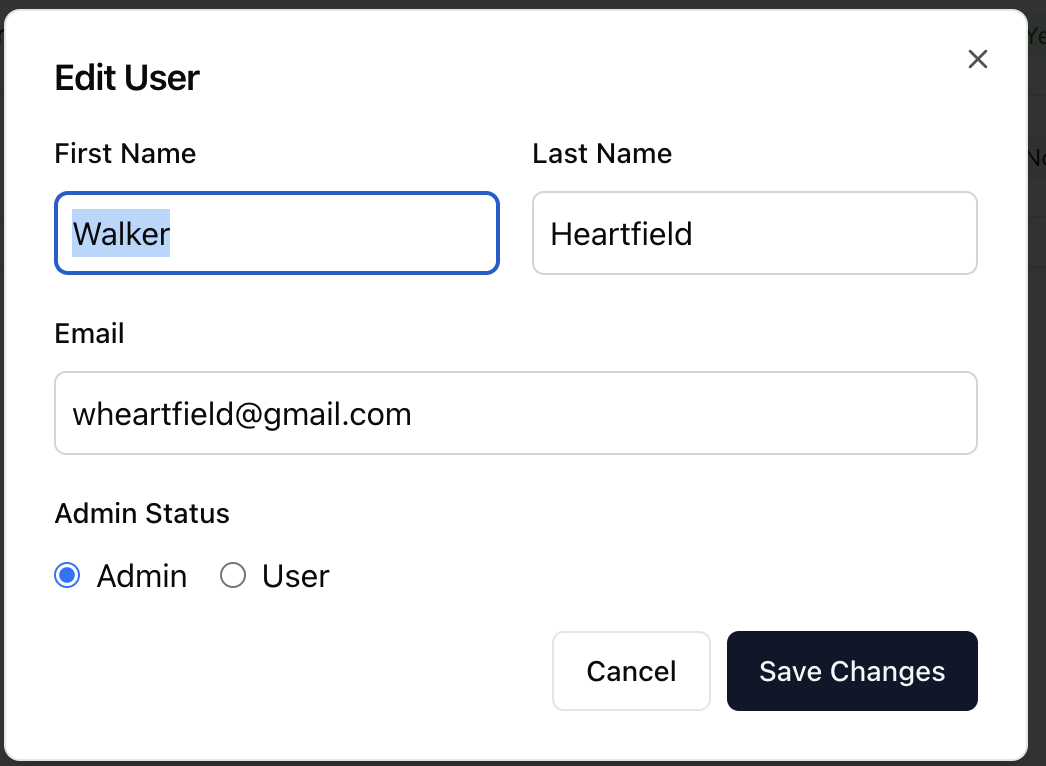 Edit User
First Name
Last Name
Walker
Heartfield
Email
wheartfield@gmail.com
Admin Status
Admin
User
Cancel
Save Changes